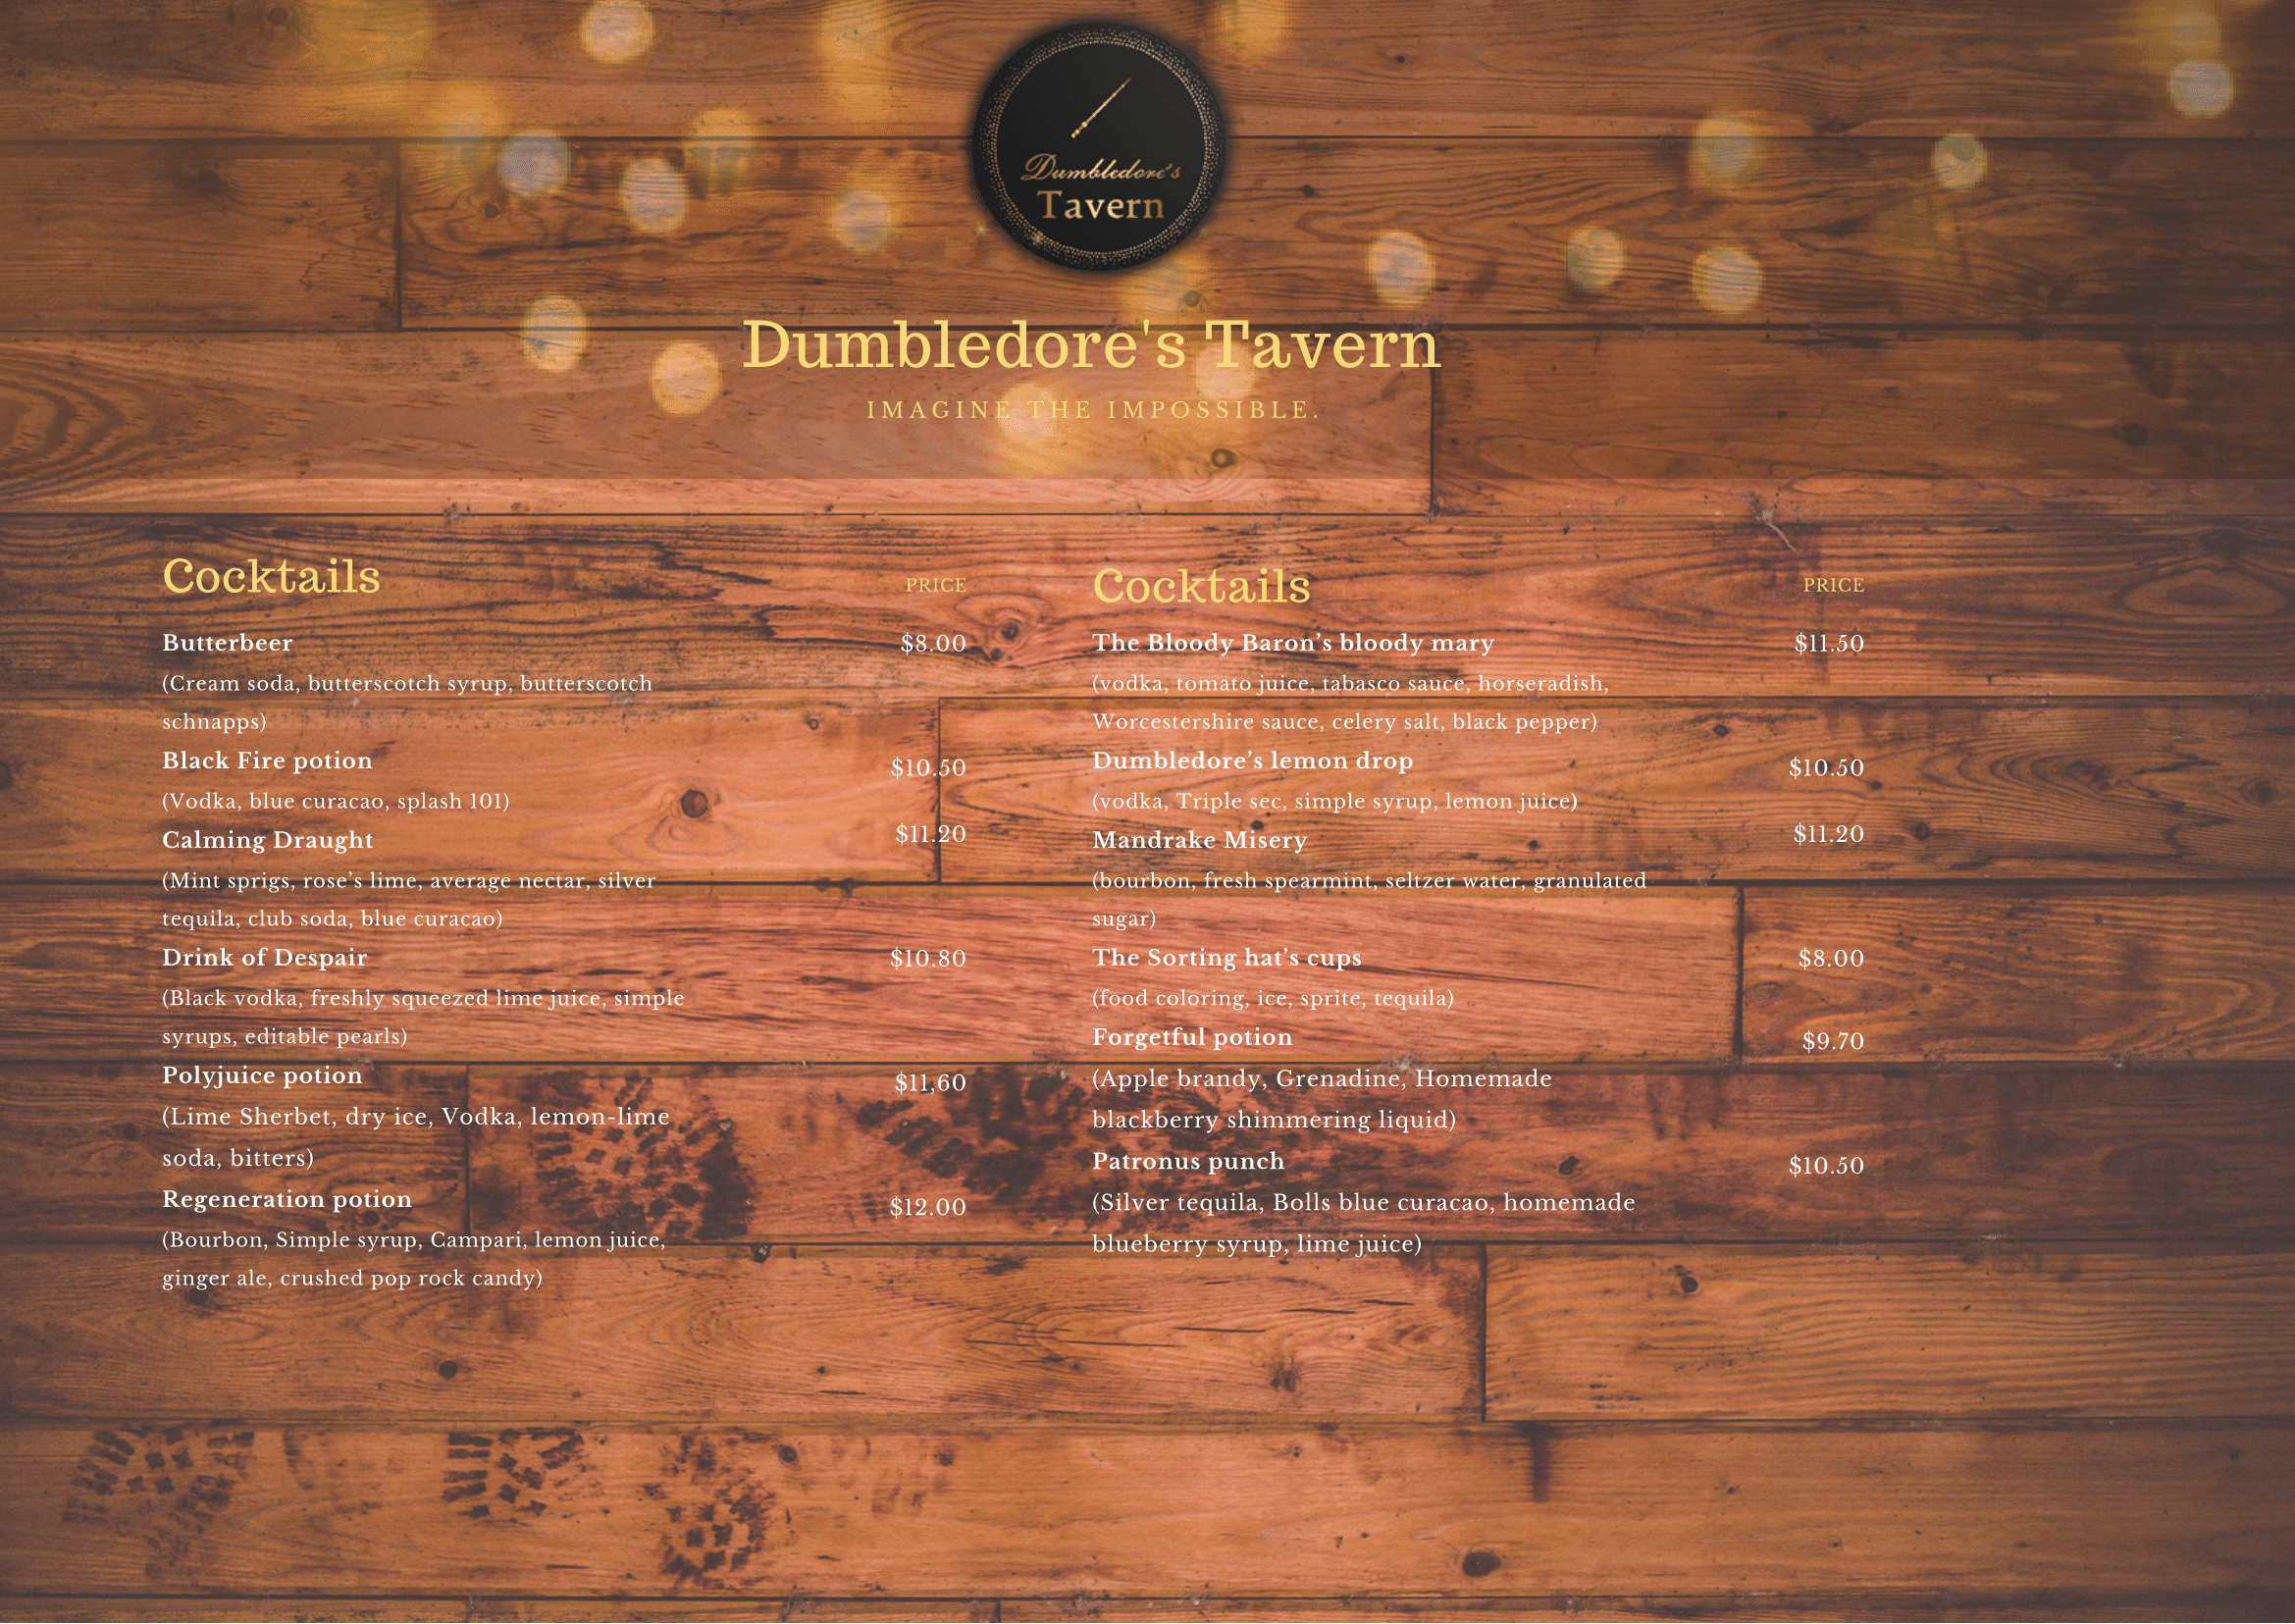 Dumbledore's
Tavern
Dumbledore's Tavern
IMAGINE THE IMPOSSIBLE.
Cocktails PRICE
Butterbeer $8.00
(Cream soda, butterscotch syrup, butterscotch
schnapps)
Black Fire potion $10.50
(Vodka, blue curacao, splash 101)
Calming Draught $11.20
(Mint sprigs, rose’s lime, average nectar, silver
tequila, club soda, blue curacao)
Drink of Despair $10.80
(Black vodka, freshly squeezed lime juice, simple
syrups, editable pearls)
Polyjuice potion $11,60
(Lime Sherbet, dry ice, Vodka, lemon-lime
soda, bitters)
Regeneration potion $12.00
(Bourbon, Simple syrup, Campari, lemon juice,
ginger ale, crushed pop rock candy)
Cocktails PRICE
The Bloody Baron’s bloody mary $11.50
(vodka, tomato juice, tabasco sauce, horseradish,
Worcestershire sauce, celery salt, black pepper)
Dumbledore’s lemon drop $10.50
(vodka, Triple sec, simple syrup, lemon juice)
Mandrake Misery $11.20
(bourbon, fresh spearmint, seltzer water, granulated
sugar)
The Sorting hat’s cups $8.00
(food coloring, ice, sprite, tequila)
Forgetful potion $9.70
(Apple brandy, Grenadine, Homemade
blackberry shimmering liquid)
Patronus punch $10.50
(Silver tequila, Bolls blue curacao, homemade
blueberry syrup, lime juice)